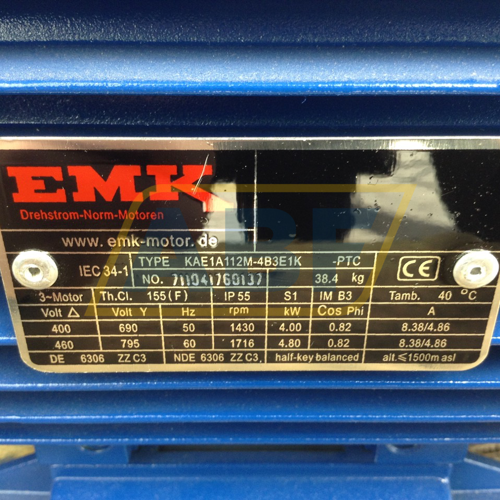 EMK
Drehstrom-Norm-Motoren
www.emk-motor.de
IEC 34-1 TYPE KAE1A112M-4B3E1K -PTC
NO. 711041760137 38.4 kg
CE
3~Motor Th.Cl. 155(F) IP 55 S1 IM B3 Tamb. 40 °C
Volt △ Volt Y Hz rpm kW Cos Phi A
400 690 50 1430 4.00 0.82 8.38/4.86
460 795 60 1716 4.80 0.82 8.38/4.86
DE 6306 ZZ C3 NDE 6306 ZZ C3 half-key balanced alt.≤1500m asl